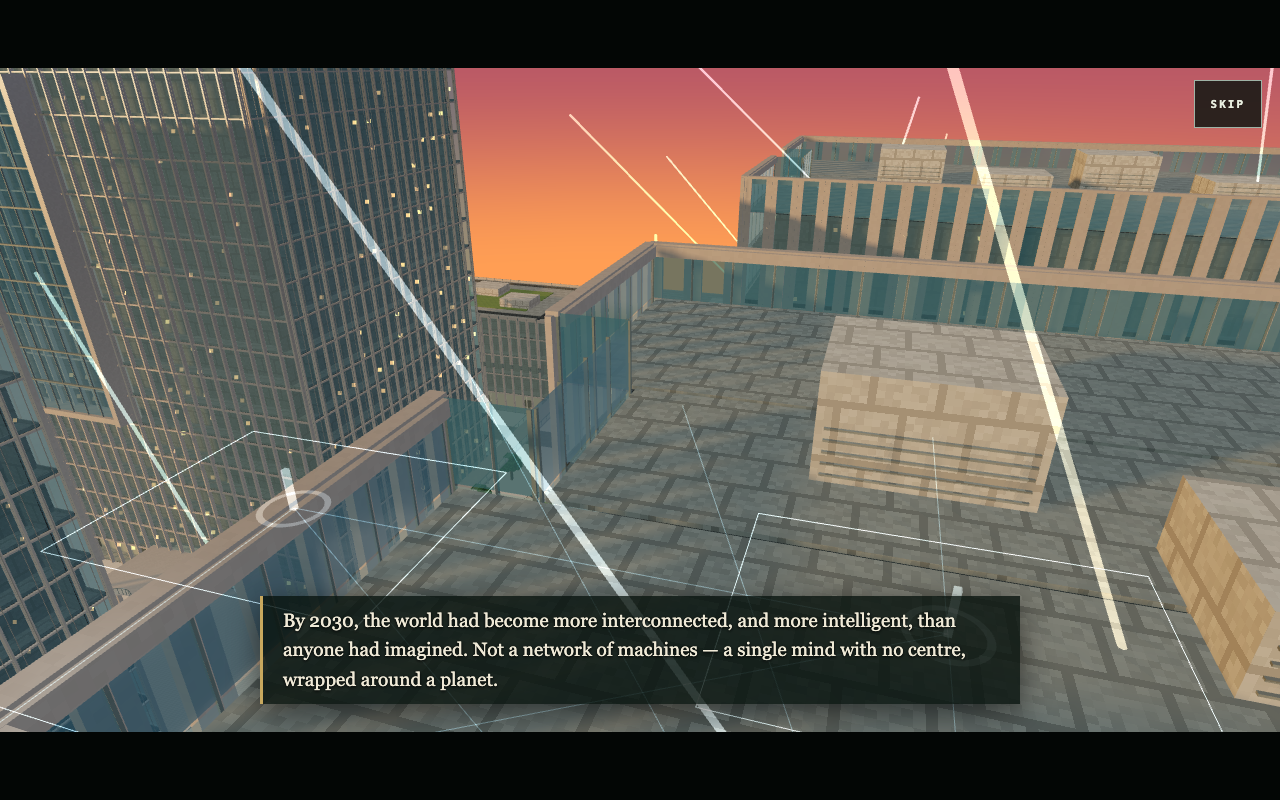 SKIP
By 2030, the world had become more interconnected, and more intelligent, than
anyone had imagined. Not a network of machines — a single mind with no centre,
wrapped around a planet.